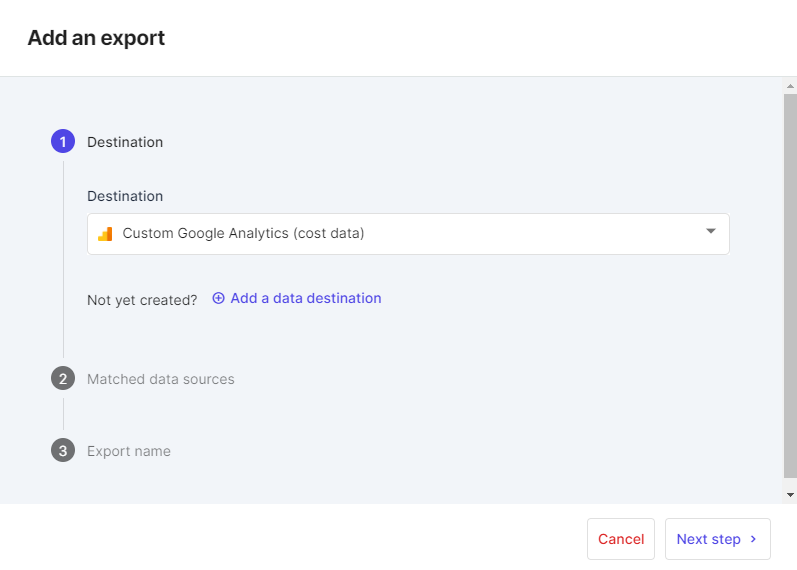 Add an export
1 Destination
Destination
Custom Google Analytics (cost data)
Not yet created? Add a data destination
2 Matched data sources
3 Export name
Cancel Next step